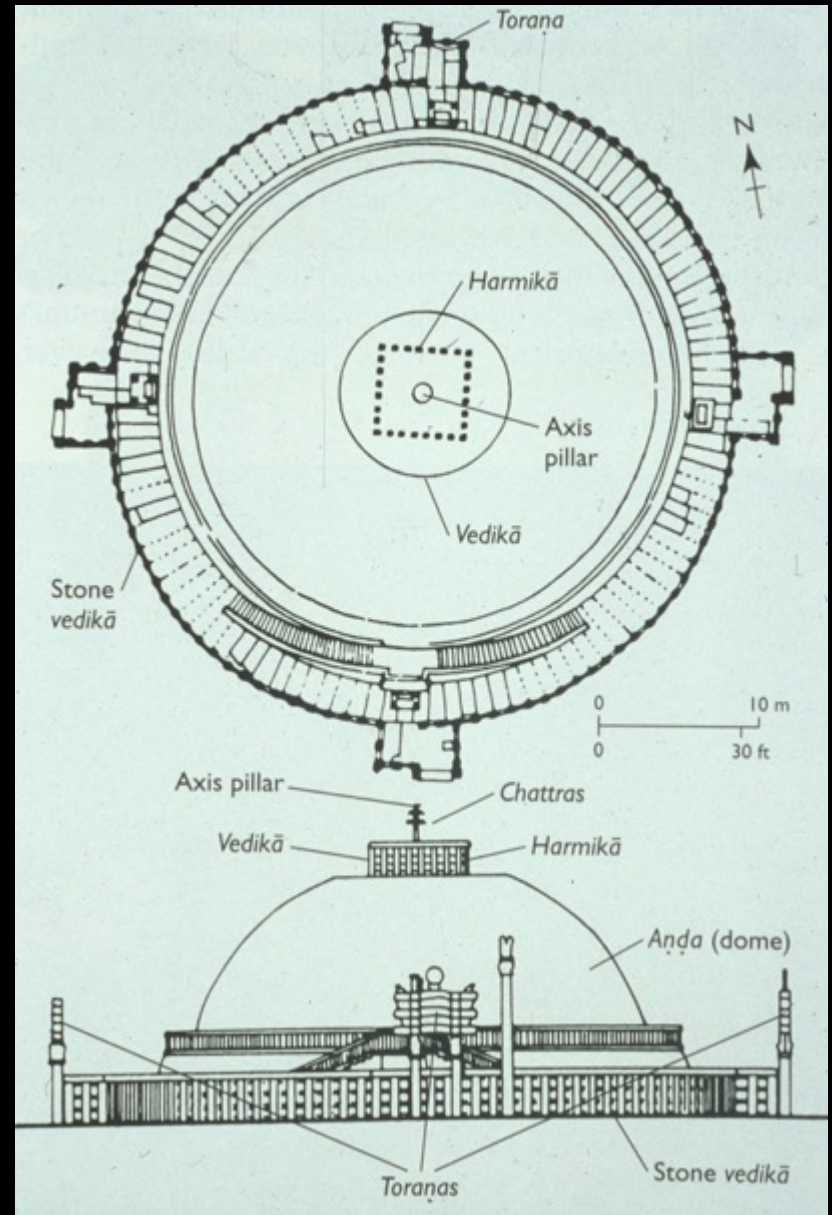 Torana
N
Harmikā
Axis
pillar
Vedikā
Stone
vedikā
0 10 m
0 30 ft
Axis pillar
Chattras
Vedikā
Harmikā
Aṇḍa (dome)
Toraṇas
Stone vedikā